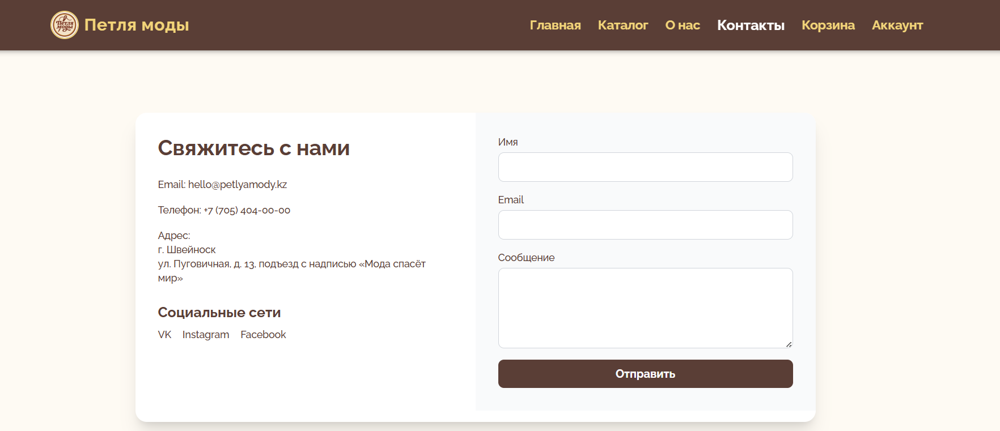 Петля моды
Петля моды
Главная Каталог О нас Контакты Корзина Аккаунт
Свяжитесь с нами
Email: hello@petlyamody.kz
Телефон: +7 (705) 404-00-00
Адрес:
г. Швейноск
ул. Пуговичная, д. 13, подъезд с надписью «Мода спасёт
мир»
Социальные сети
VK Instagram Facebook
Имя
Email
Сообщение
Отправить